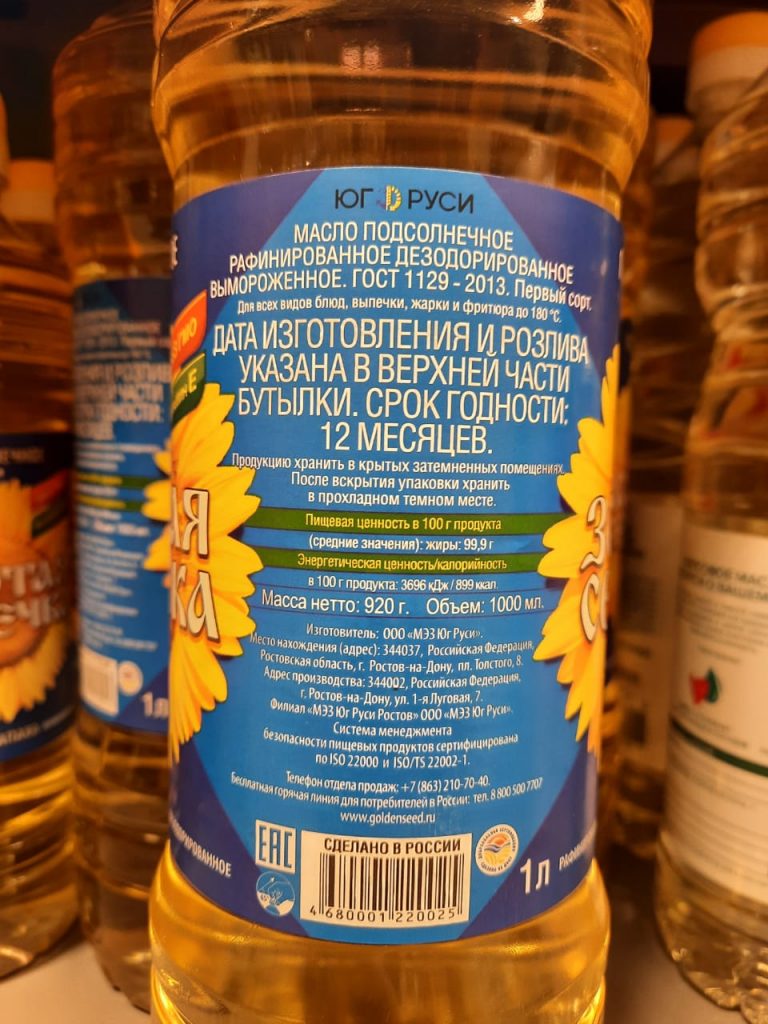 ЮГ РУСИ
МАСЛО ПОДСОЛНЕЧНОЕ
РАФИНИРОВАННОЕ ДЕЗОДОРИРОВАННОЕ
ВЫМОРОЖЕННОЕ. ГОСТ 1129 - 2013. Первый сорт.
Для всех видов блюд, выпечки, жарки и фритюра до 180 °С.
ДАТА ИЗГОТОВЛЕНИЯ И РОЗЛИВА
УКАЗАНА В ВЕРХНЕЙ ЧАСТИ
БУТЫЛКИ. СРОК ГОДНОСТИ:
12 МЕСЯЦЕВ.
Продукцию хранить в крытых затемненных помещениях.
После вскрытия упаковки хранить
в прохладном темном месте.
Пищевая ценность в 100 г продукта
(средние значения): жиры: 99,9 г
Энергетическая ценность/калорийность
в 100 г продукта: 3696 кДж / 899 ккал.
Масса нетто: 920 г. Объем: 1000 мл.
Изготовитель: ООО «МЭЗ Юг Руси».
Место нахождения (адрес): 344037, Российская Федерация,
Ростовская область, г. Ростов-на-Дону, пл. Толстого, 8.
Адрес производства: 344002, Российская Федерация,
г. Ростов-на-Дону, ул. 1-я Луговая, 7.
Филиал «МЭЗ Юг Руси Ростов» ООО «МЭЗ Юг Руси».
Система менеджмента
безопасности пищевых продуктов сертифицирована
по ISO 22000 и ISO/TS 22002-1.
Телефон отдела продаж: +7 (863) 210-70-40.
Бесплатная горячая линия для потребителей в России: тел. 8 800 500 7707
www.goldenseed.ru
EAC
СДЕЛАНО В РОССИИ
4 680001 220025
1л
1л